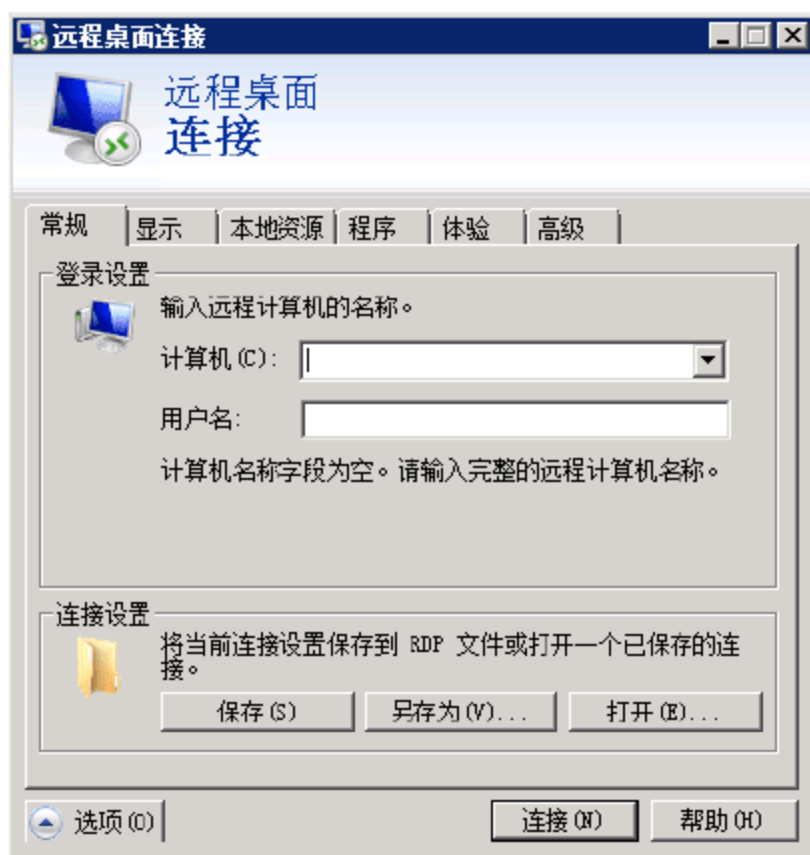 远程桌面连接
远程桌面
连接
常规 显示 本地资源 程序 体验 高级
登录设置
输入远程计算机的名称。
计算机(C):
用户名:
计算机名称字段为空。请输入完整的远程计算机名称。
连接设置
将当前连接设置保存到 RDP 文件或打开一个已保存的连
接。
保存(S) 另存为(V)... 打开(E)...
选项(O) 连接(N) 帮助(H)